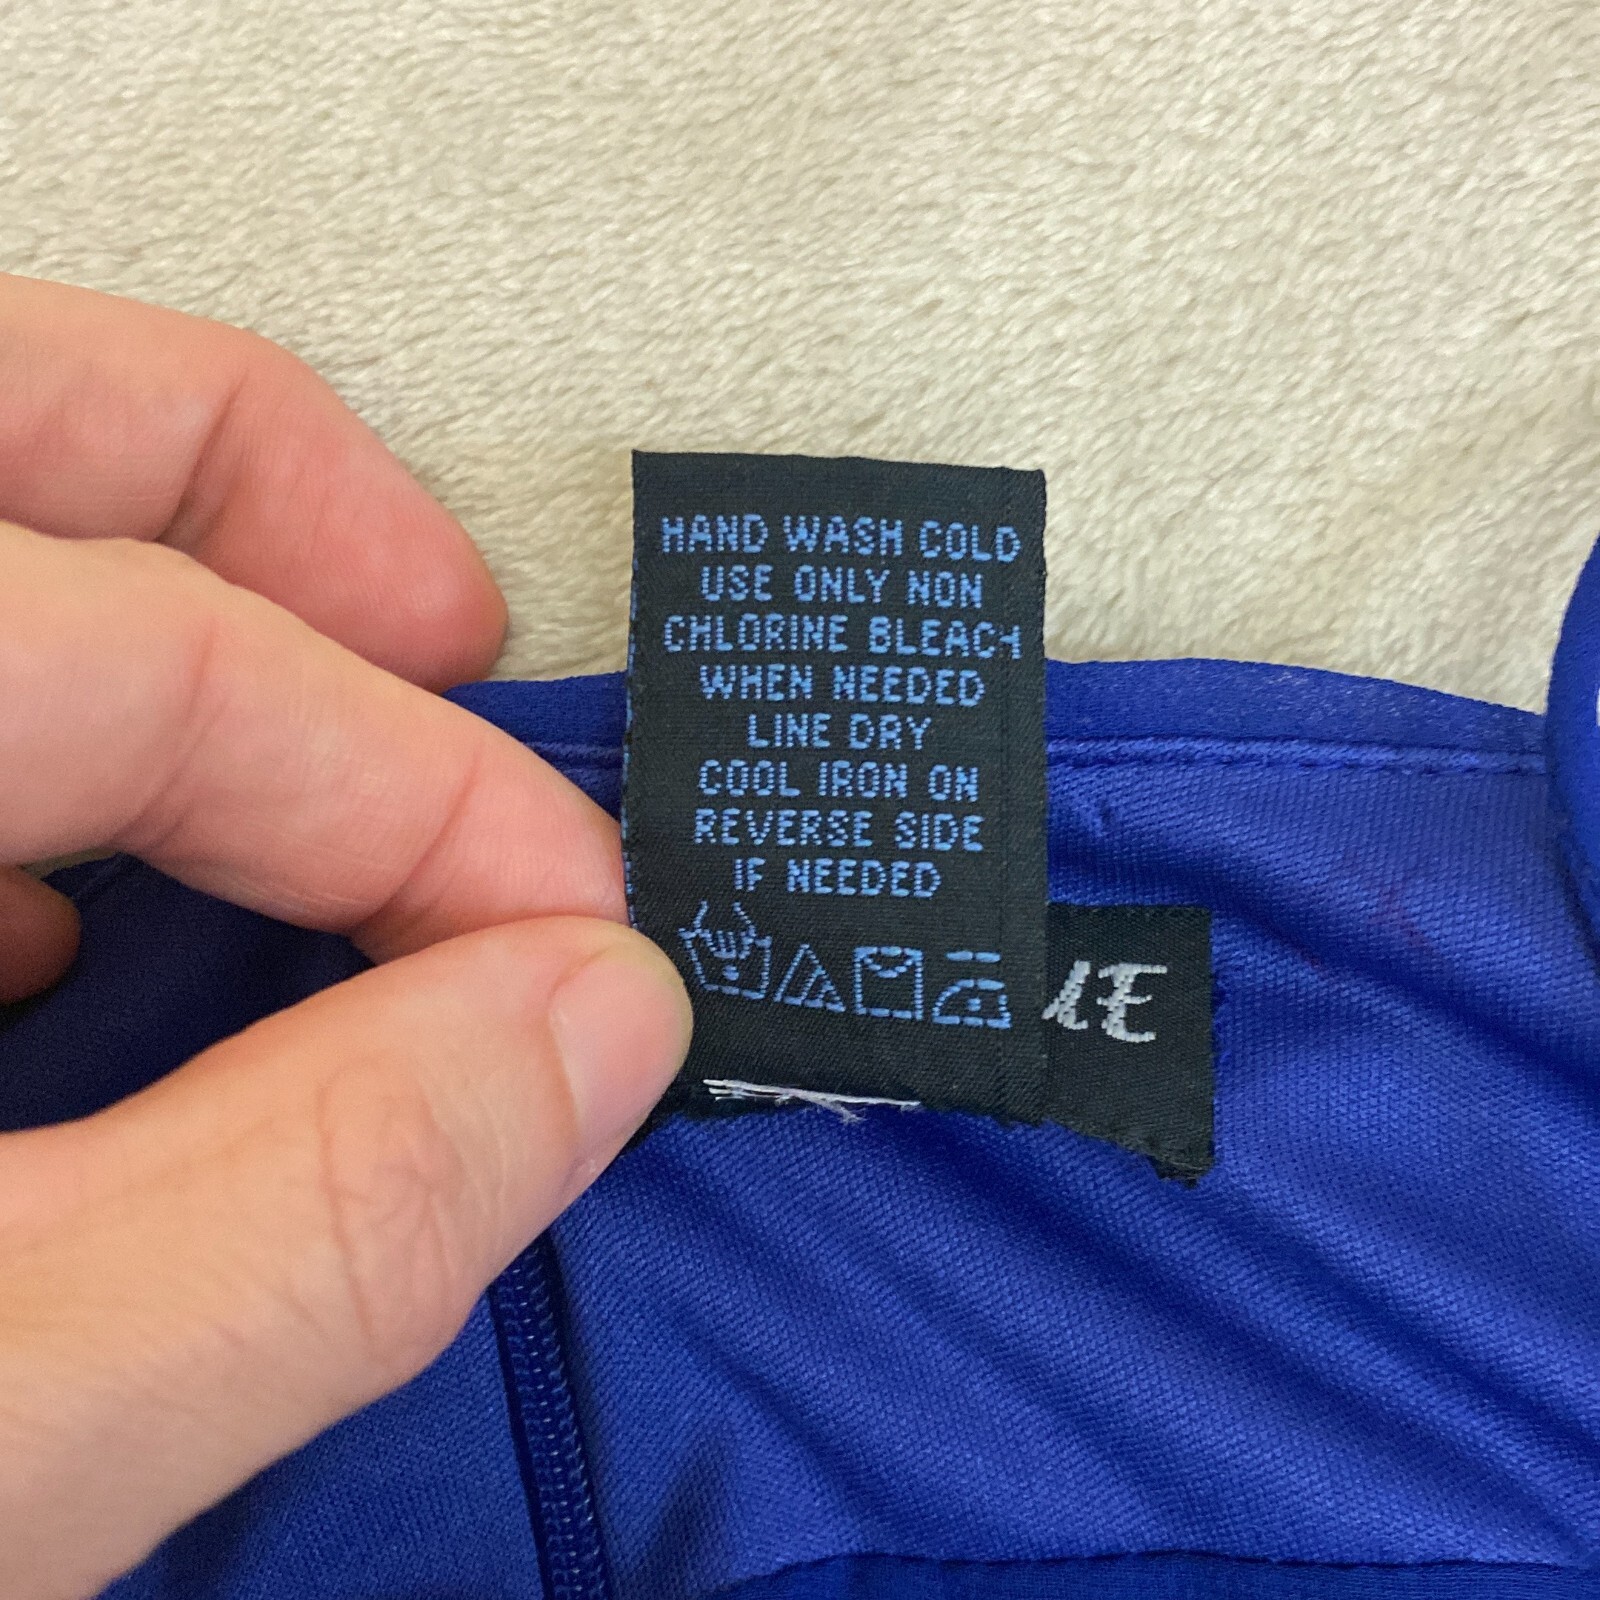 HAND WASH COLD
USE ONLY NON
CHLORINE BLEACH
WHEN NEEDED
LINE DRY
COOL IRON ON
REVERSE SIDE
IF NEEDED